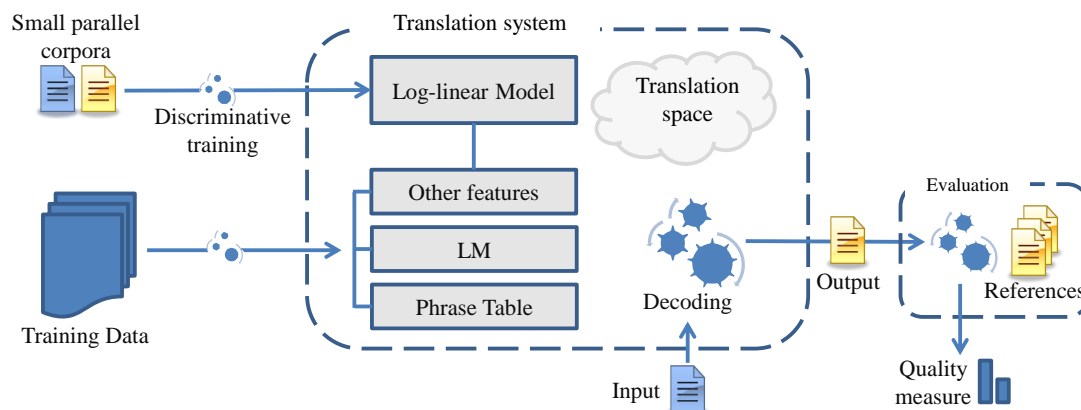 Small parallel
corpora
Translation system
Log-linear Model
Translation
space
Discriminative
training
Other features
Evaluation
LM
Phrase Table
Decoding
Output
References
Training Data
Input
Quality
measure